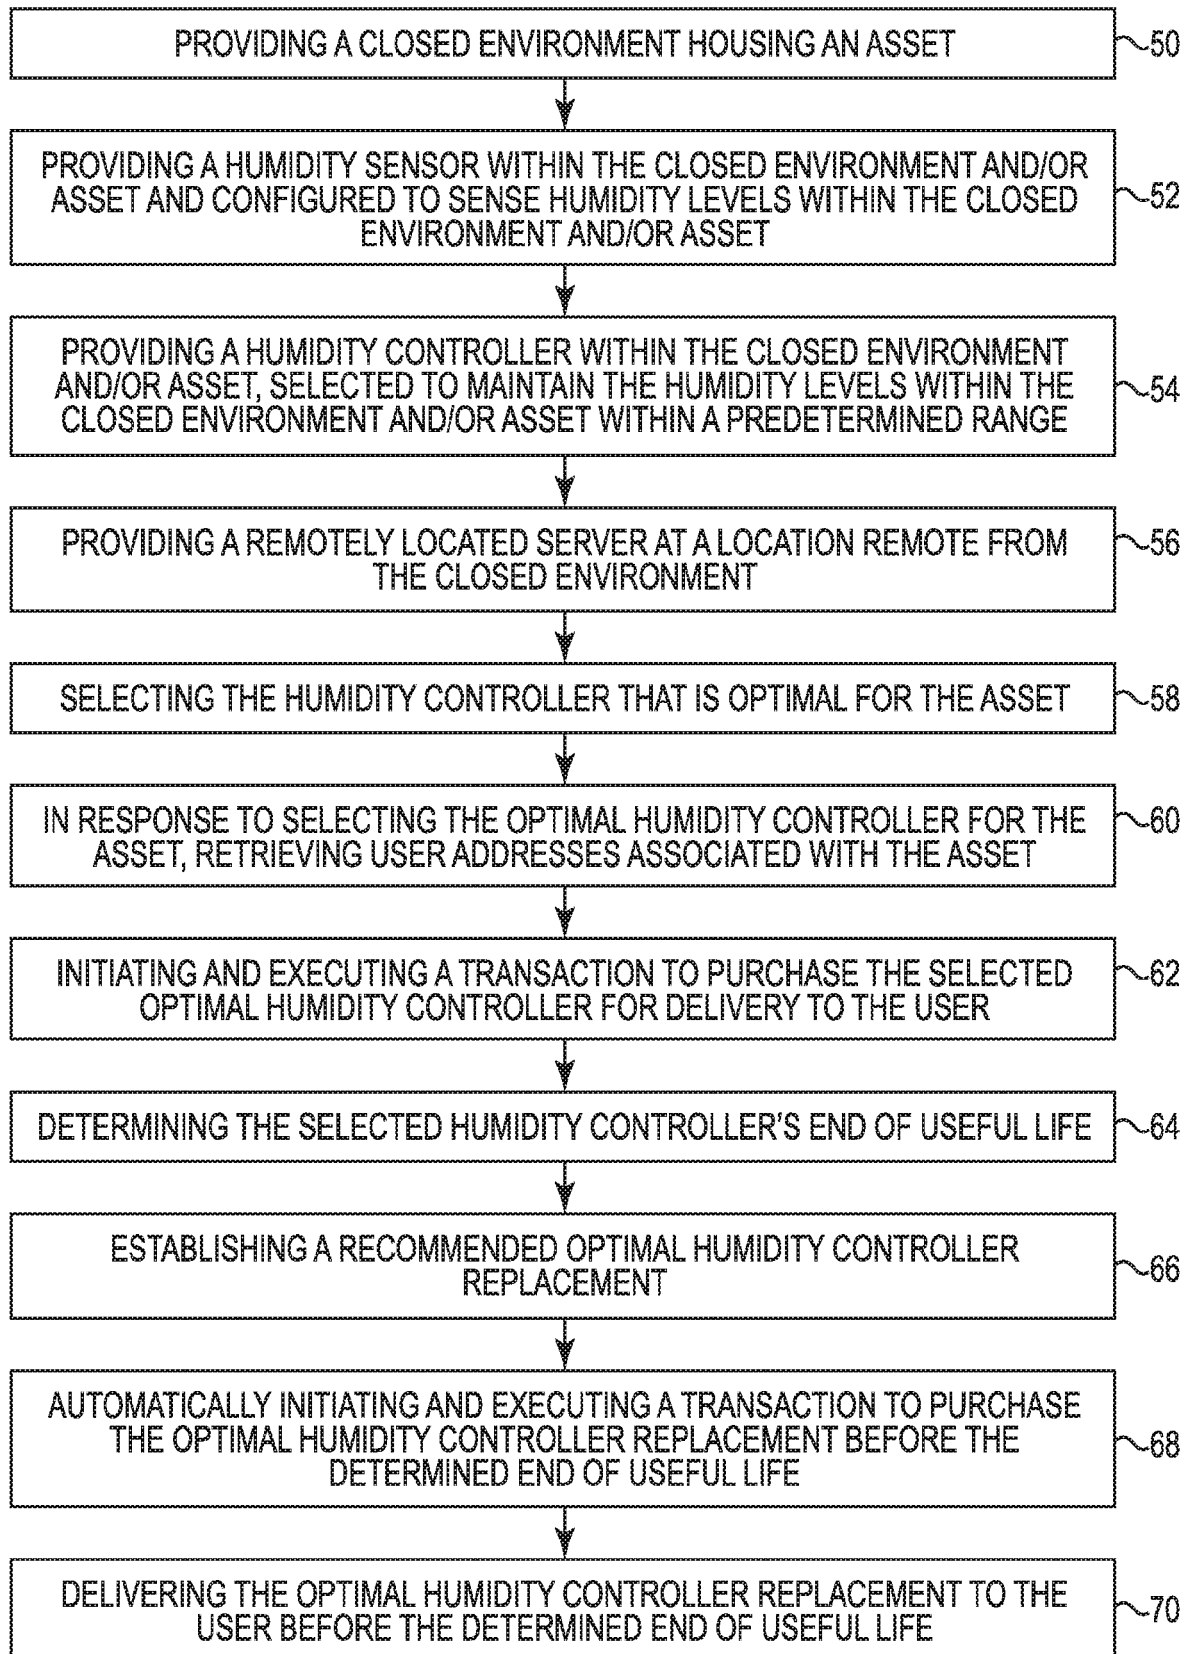 PROVIDING A CLOSED ENVIRONMENT HOUSING AN ASSET
50
PROVIDING A HUMIDITY SENSOR WITHIN THE CLOSED ENVIRONMENT AND/OR
ASSET AND CONFIGURED TO SENSE HUMIDITY LEVELS WITHIN THE CLOSED
ENVIRONMENT AND/OR ASSET
52
PROVIDING A HUMIDITY CONTROLLER WITHIN THE CLOSED ENVIRONMENT
AND/OR ASSET, SELECTED TO MAINTAIN THE HUMIDITY LEVELS WITHIN THE
CLOSED ENVIRONMENT AND/OR ASSET WITHIN A PREDETERMINED RANGE
54
PROVIDING A REMOTELY LOCATED SERVER AT A LOCATION REMOTE FROM
THE CLOSED ENVIRONMENT
56
SELECTING THE HUMIDITY CONTROLLER THAT IS OPTIMAL FOR THE ASSET
58
IN RESPONSE TO SELECTING THE OPTIMAL HUMIDITY CONTROLLER FOR THE
ASSET, RETRIEVING USER ADDRESSES ASSOCIATED WITH THE ASSET
60
INITIATING AND EXECUTING A TRANSACTION TO PURCHASE THE SELECTED
OPTIMAL HUMIDITY CONTROLLER FOR DELIVERY TO THE USER
62
DETERMINING THE SELECTED HUMIDITY CONTROLLER'S END OF USEFUL LIFE
64
ESTABLISHING A RECOMMENDED OPTIMAL HUMIDITY CONTROLLER
REPLACEMENT
66
AUTOMATICALLY INITIATING AND EXECUTING A TRANSACTION TO PURCHASE
THE OPTIMAL HUMIDITY CONTROLLER REPLACEMENT BEFORE THE
DETERMINED END OF USEFUL LIFE
68
DELIVERING THE OPTIMAL HUMIDITY CONTROLLER REPLACEMENT TO THE
USER BEFORE THE DETERMINED END OF USEFUL LIFE
70